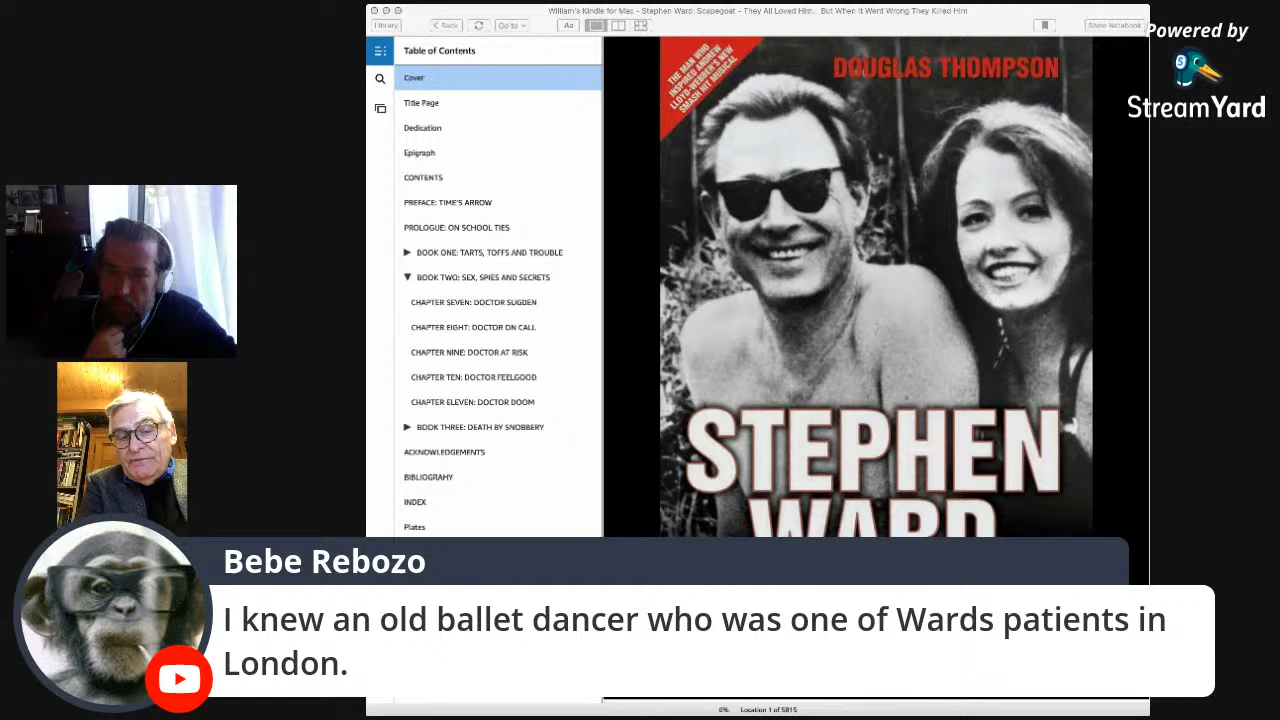 William's Kindle for Mac - Stephen Ward: Scapegoat - They All Loved Him... But When It Went Wrong They Killed Him
Library
< Back
Go to
Aa
Show Notebook
Powered by
StreamYard
Table of Contents
Cover
Title Page
Dedication
Epigraph
CONTENTS
PREFACE: TIME'S ARROW
PROLOGUE: ON SCHOOL TIES
BOOK ONE: TARTS, TOFFS AND TROUBLE
BOOK TWO: SEX, SPIES AND SECRETS
CHAPTER SEVEN: DOCTOR SUGDEN
CHAPTER EIGHT: DOCTOR ON CALL
CHAPTER NINE: DOCTOR AT RISK
CHAPTER TEN: DOCTOR FEELGOOD
CHAPTER ELEVEN: DOCTOR DOOM
BOOK THREE: DEATH BY SNOBBERY
ACKNOWLEDGEMENTS
BIBLIOGRAHY
INDEX
Plates
THE MAN WHO
INSPIRED ANDREW
LLOYD-WEBBER'S NEW
SMASH HIT MUSICAL
DOUGLAS THOMPSON
STEPHEN
WARD
Bebe Rebozo
I knew an old ballet dancer who was one of Wards patients in
London.
0% Location 1 of 5815